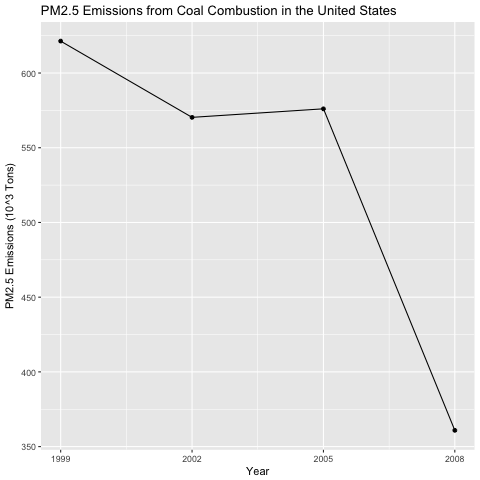 PM2.5 Emissions from Coal Combustion in the United States
PM2.5 Emissions (10^3 Tons)
600
550
500
450
400
350
1999 2002 2005 2008
Year